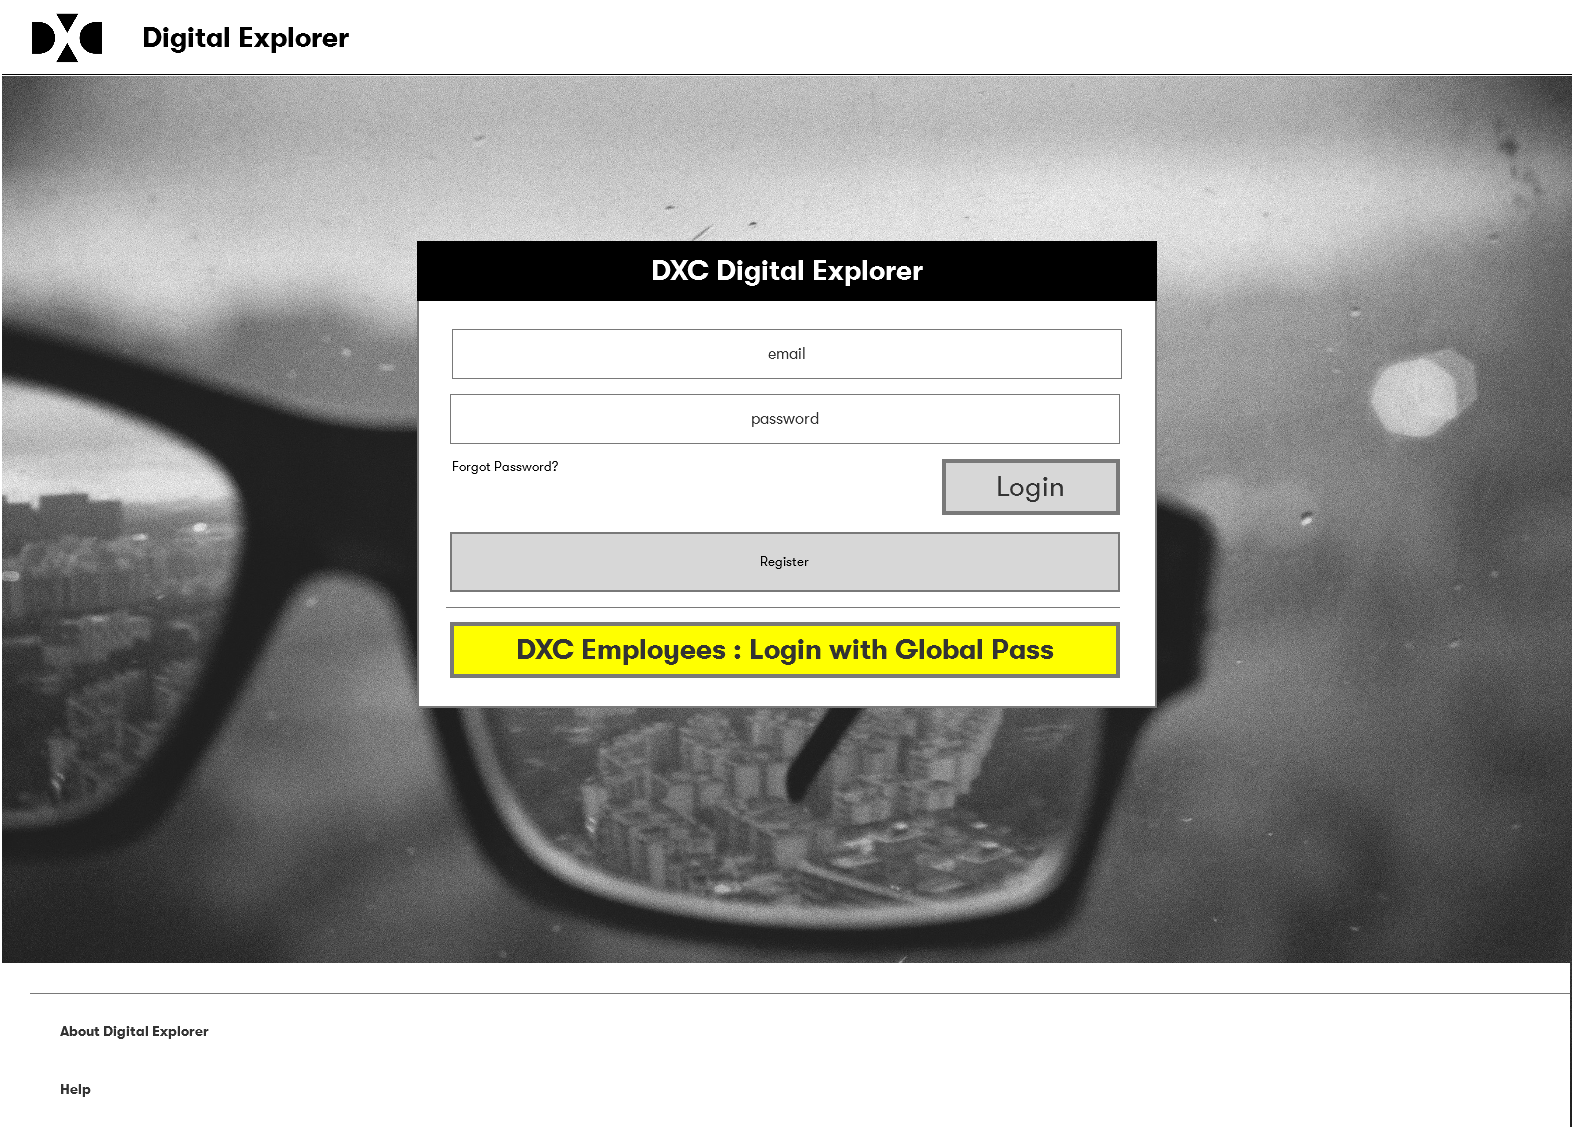 DXC Digital Explorer
DXC Digital Explorer
email
password
Forgot Password?
Login
Register
DXC Employees : Login with Global Pass
About Digital Explorer
Help